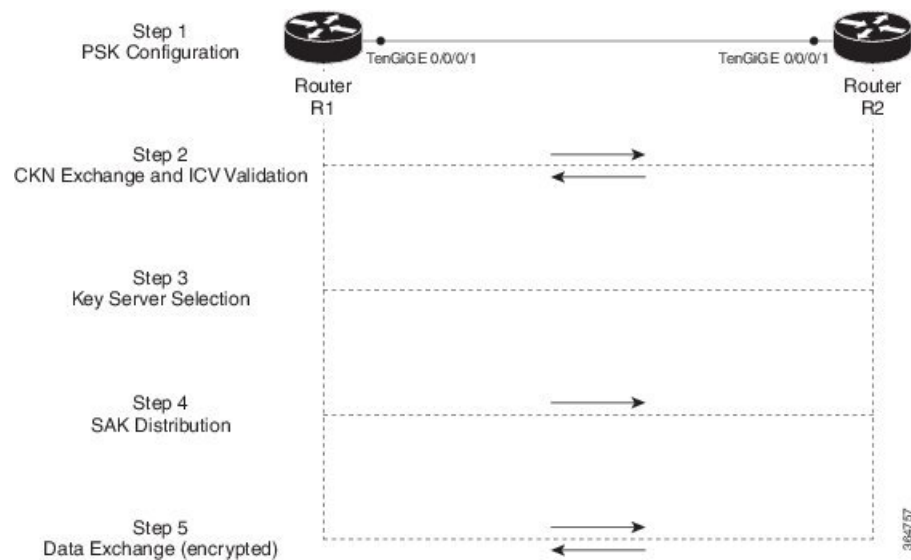 Step 1
PSK Configuration
TenGiGE 0/0/0/1
TenGiGE 0/0/0/1
Router
R1
Router
R2
Step 2
CKN Exchange and ICV Validation
Step 3
Key Server Selection
Step 4
SAK Distribution
Step 5
Data Exchange (encrypted)
364757